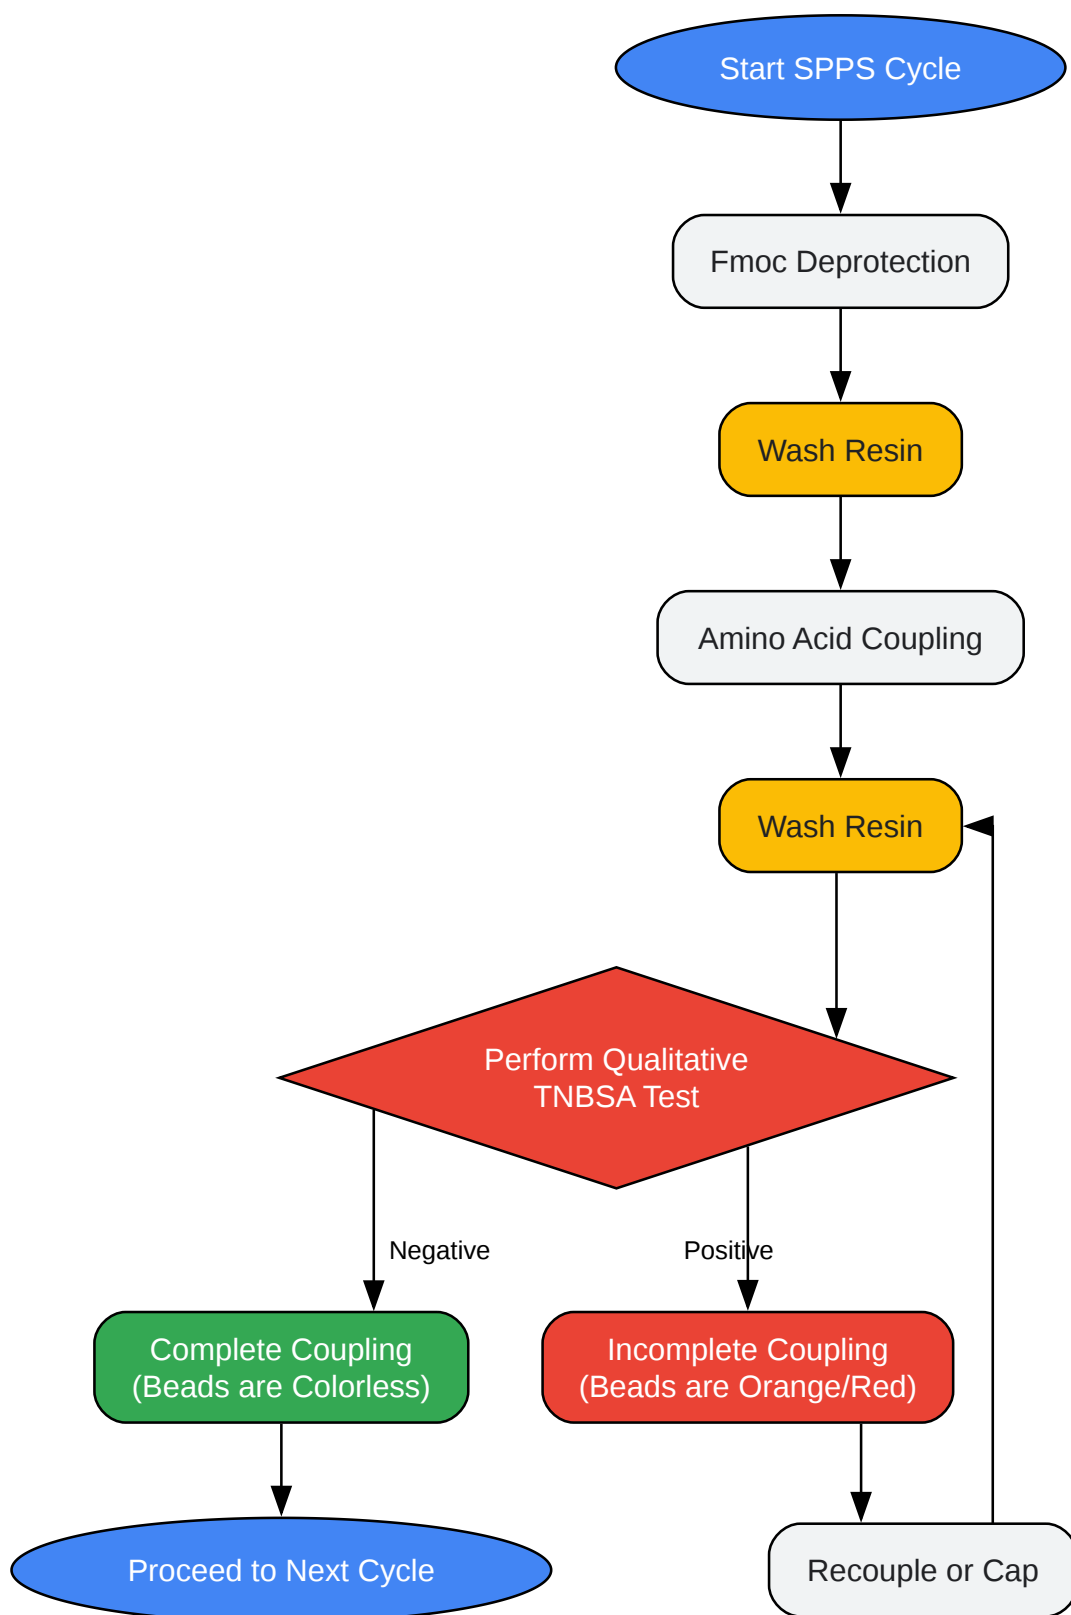 Start SPPS Cycle
Fmoc Deprotection
Wash Resin
Amino Acid Coupling
Wash Resin
Perform Qualitative
TNBSA Test
Negative
Positive
Complete Coupling
(Beads are Colorless)
Incomplete Coupling
(Beads are Orange/Red)
Proceed to Next Cycle
Recouple or Cap